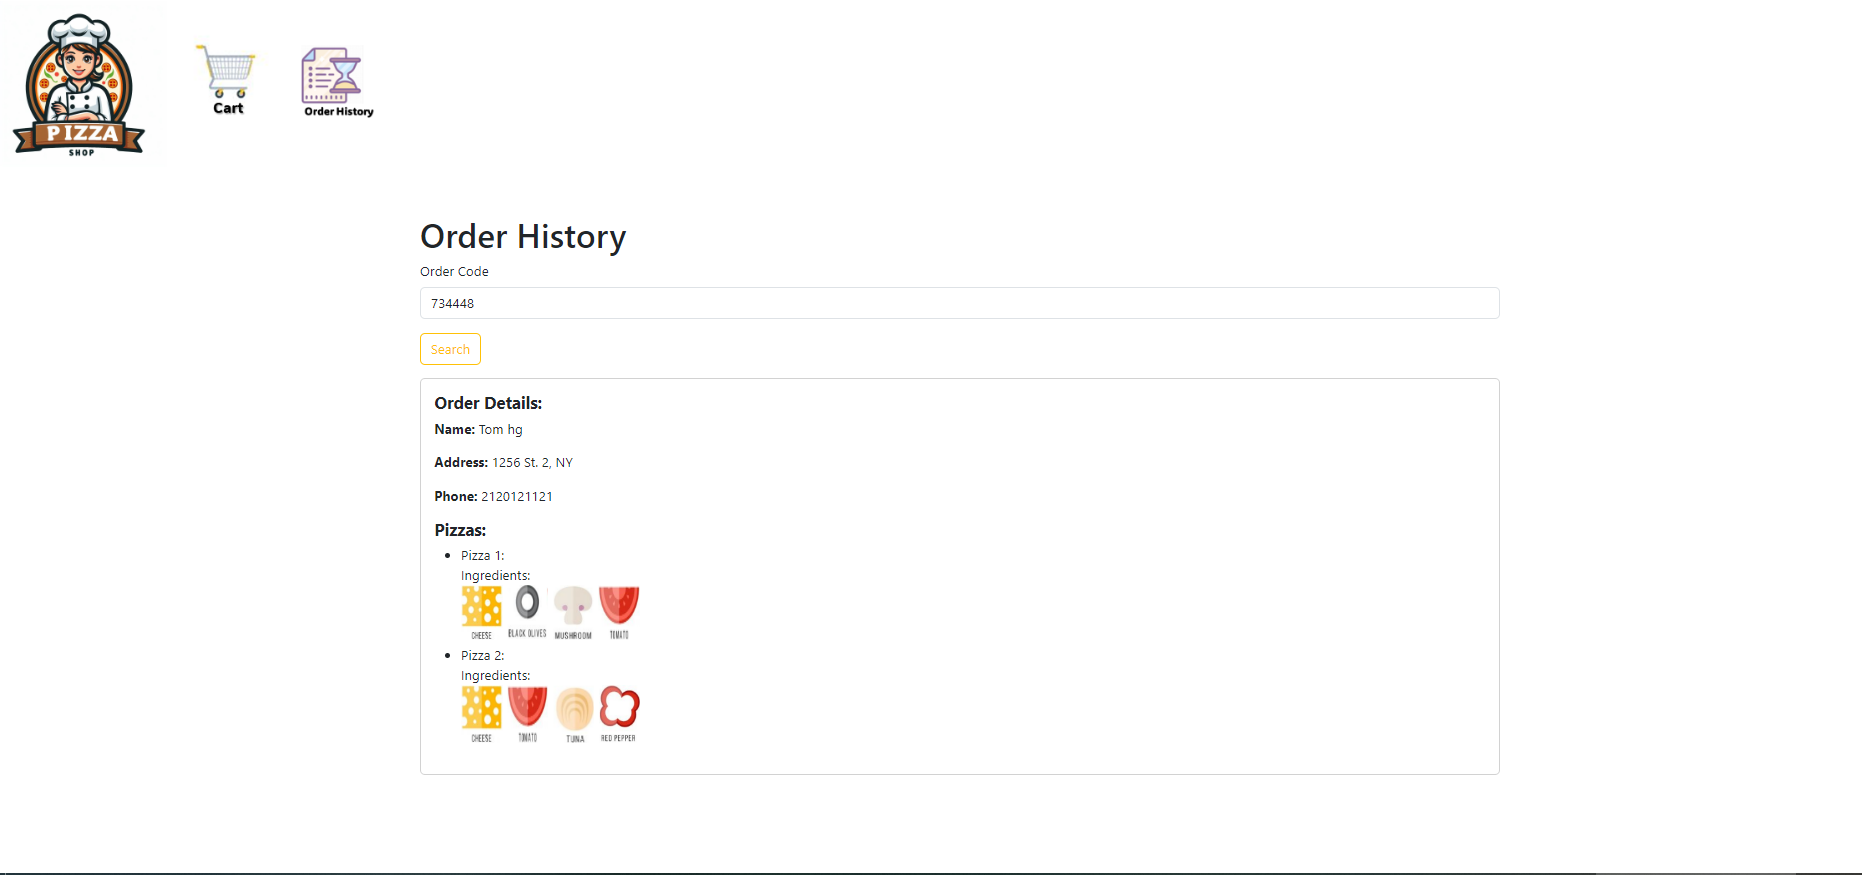 PIZZA
SHOP
Cart
Order History
Order History
Order Code
734448
Search
Order Details:
Name: Tom hg
Address: 1256 St. 2, NY
Phone: 2120121121
Pizzas:
Pizza 1:
Ingredients:
CHEESE BLACK OLIVES MUSHROOM TOMATO
Pizza 2:
Ingredients:
CHEESE TOMATO TUNA RED PEPPER